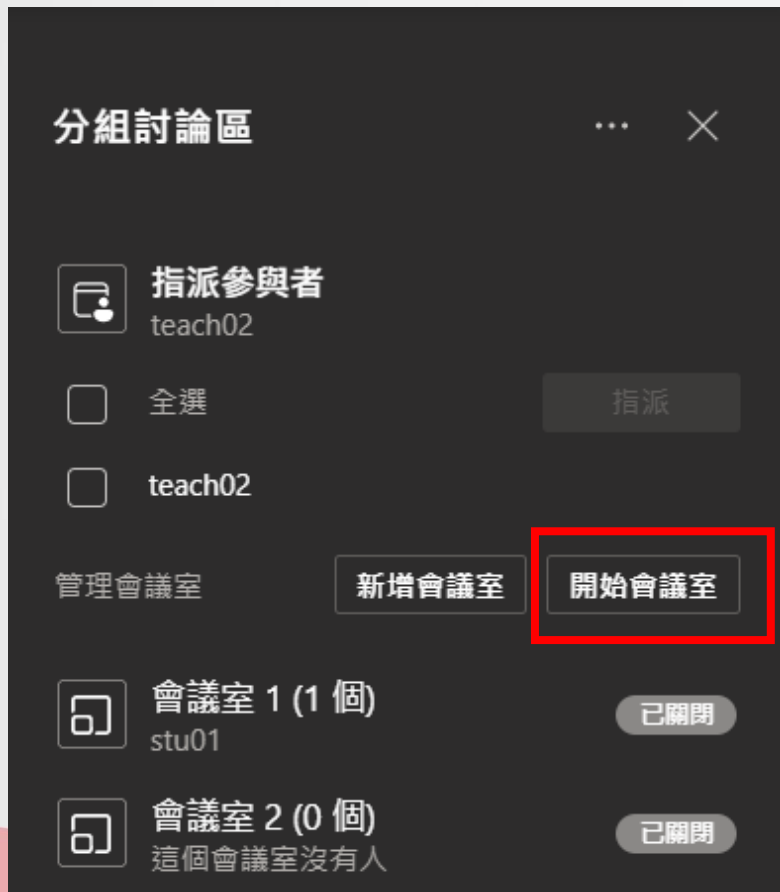 分組討論區
指派參與者
teach02
全選 指派
teach02
管理會議室 新增會議室 開始會議室
會議室 1 (1 個) 已關閉
stu01
會議室 2 (0 個) 已關閉
這個會議室沒有人